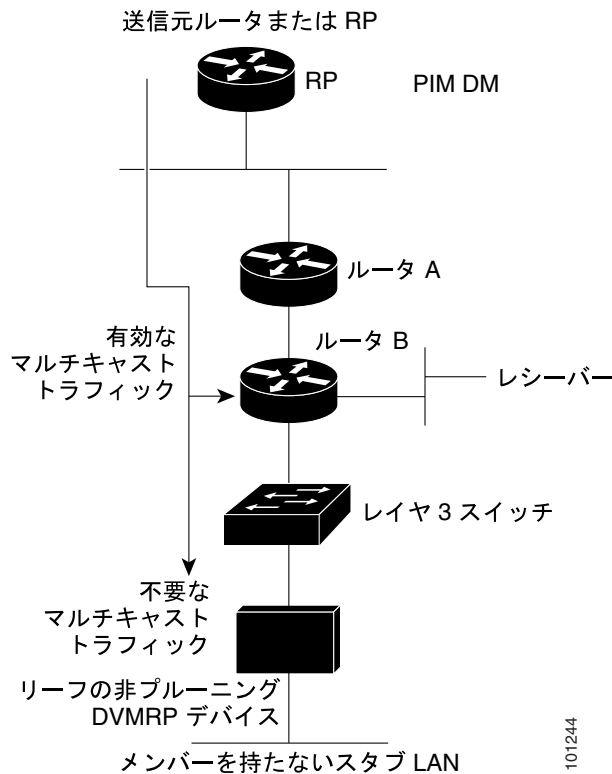 送信元ルータまたは RP
RP
PIM DM
ルータ A
ルータ B
有効な
マルチキャスト
トラフィック
レシーバー
レイヤ 3 スイッチ
不要な
マルチキャスト
トラフィック
リーフの非プルーニング
DVMRP デバイス
メンバーを持たないスタブ LAN
101244